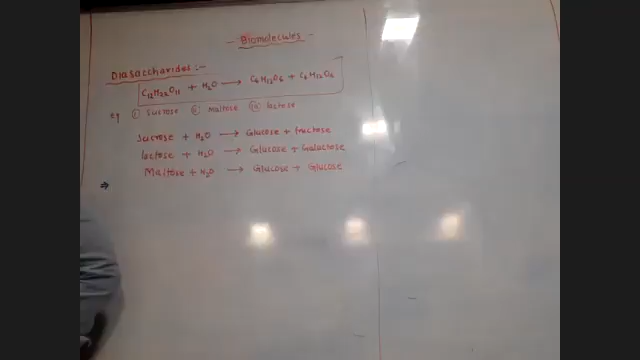 - Biomolecules -
Diasaccharides :-
C12H22O11 + H2O → C6H12O6 + C6H12O6
eg ① Sucrose ② Maltose ③ lactose
Sucrose + H2O → Glucose + fructose
lactose + H2O → Glucose + Galactose
Maltose + H2O → Glucose + Glucose
⇒